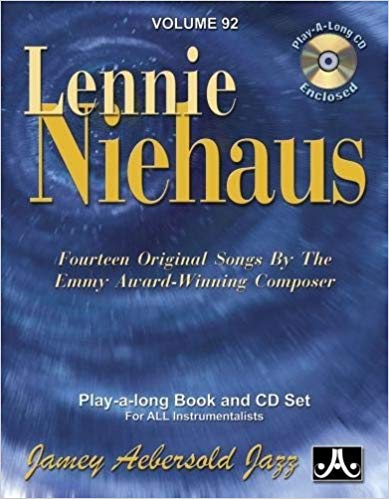 VOLUME 92
Play-A-Long CD
Enclosed
Lennie
Niehaus
Fourteen Original Songs By The
Emmy Award-Winning Composer
Play-a-long Book and CD Set
For ALL Instrumentalists
Jamey Aebersold Jazz
JA